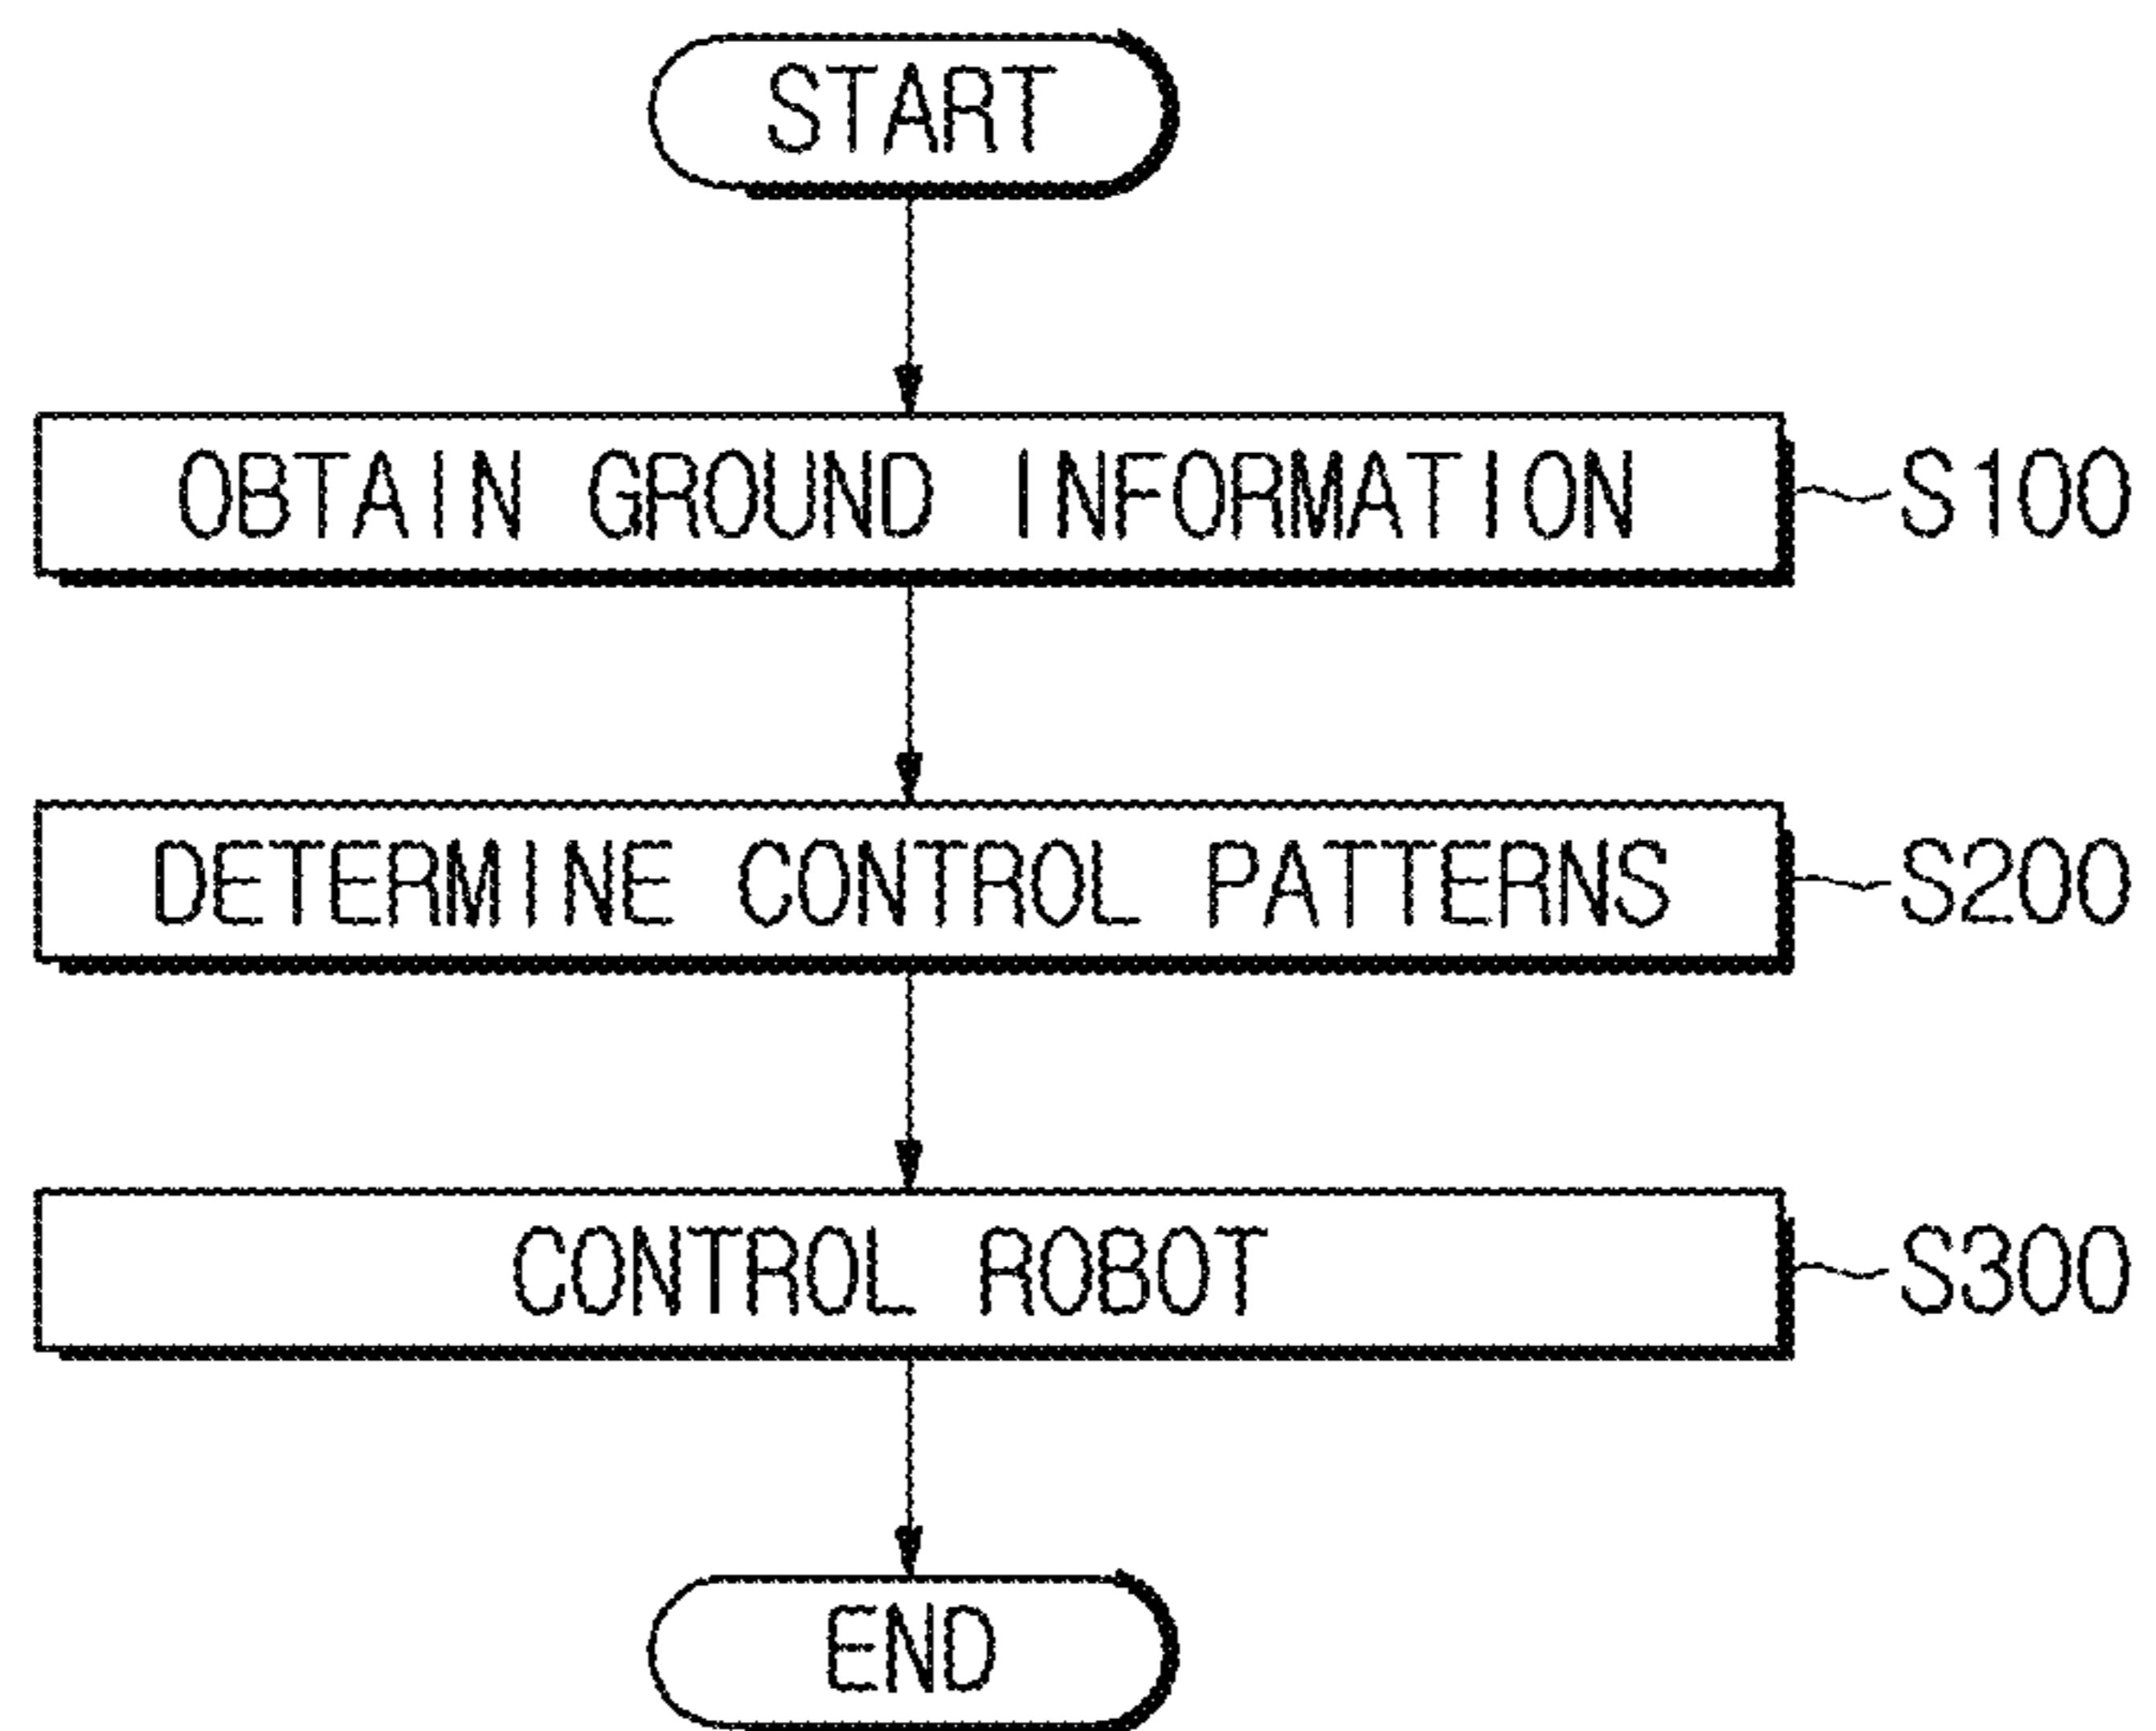 START
OBTAIN GROUND INFORMATION S100
DETERMINE CONTROL PATTERNS S200
CONTROL ROBOT S300
END